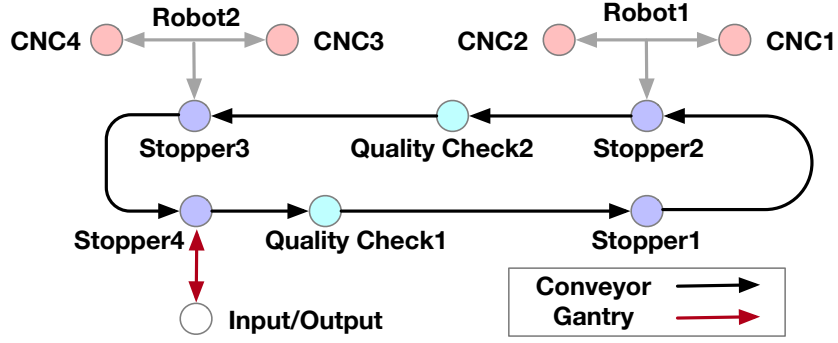 Robot2
Robot1
CNC4
CNC3
CNC2
CNC1
Stopper3
Quality Check2
Stopper2
Stopper4
Quality Check1
Stopper1
Input/Output
Conveyor
Gantry